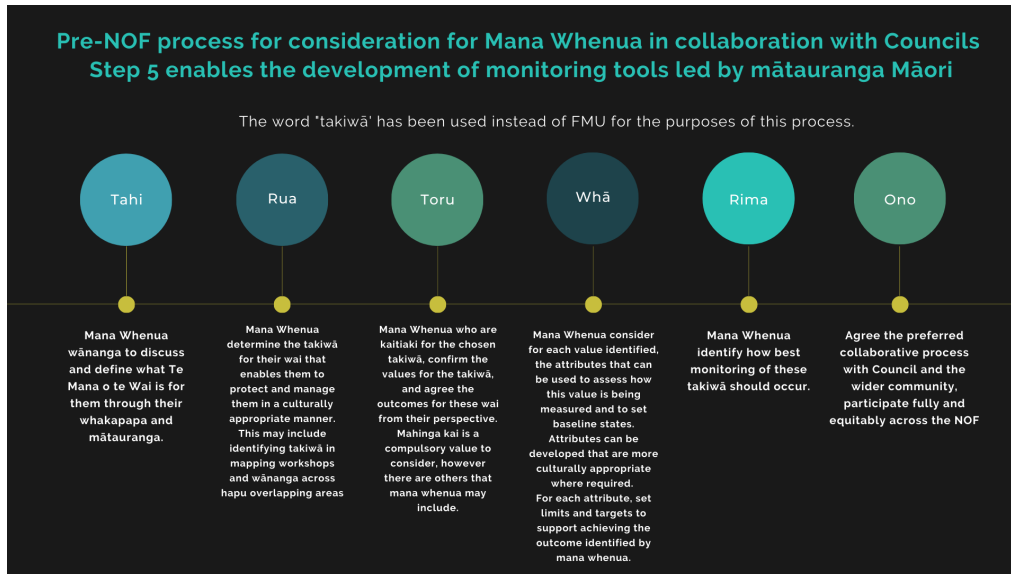 Pre-NOF process for consideration for Mana Whenua in collaboration with Councils
Step 5 enables the development of monitoring tools led by mātauranga Māori
The word "takiwā' has been used instead of FMU for the purposes of this process.
Tahi
Rua
Toru
Whā
Rima
Ono
Mana Whenua
wānanga to discuss
and define what Te
Mana o te Wai is for
them through their
whakapapa and
mātauranga.
Mana Whenua
determine the takiwā
for their wai that
enables them to
protect and manage
them in a culturally
appropriate manner.
This may include
identifying takiwā in
mapping workshops
and wānanga across
hapu overlapping areas
Mana Whenua who are
kaitiaki for the chosen
takiwā, confirm the
values for the takiwā,
and agree the
outcomes for these wai
from their perspective.
Mahinga kai is a
compulsory value to
consider, however
there are others that
mana whenua may
include.
Mana Whenua consider
for each value identified,
the attributes that can
be used to assess how
this value is being
measured and to set
baseline states.
Attributes can be
developed that are more
culturally appropriate
where required.
For each attribute, set
limits and targets to
support achieving the
outcome identified by
mana whenua.
Mana Whenua
identify how best
monitoring of these
takiwā should occur.
Agree the preferred
collaborative process
with Council and the
wider community,
participate fully and
equitably across the NOF